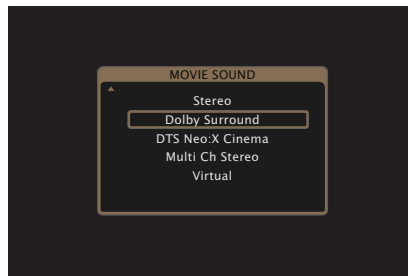 MOVIE SOUND
Stereo
Dolby Surround
DTS Neo:X Cinema
Multi Ch Stereo
Virtual